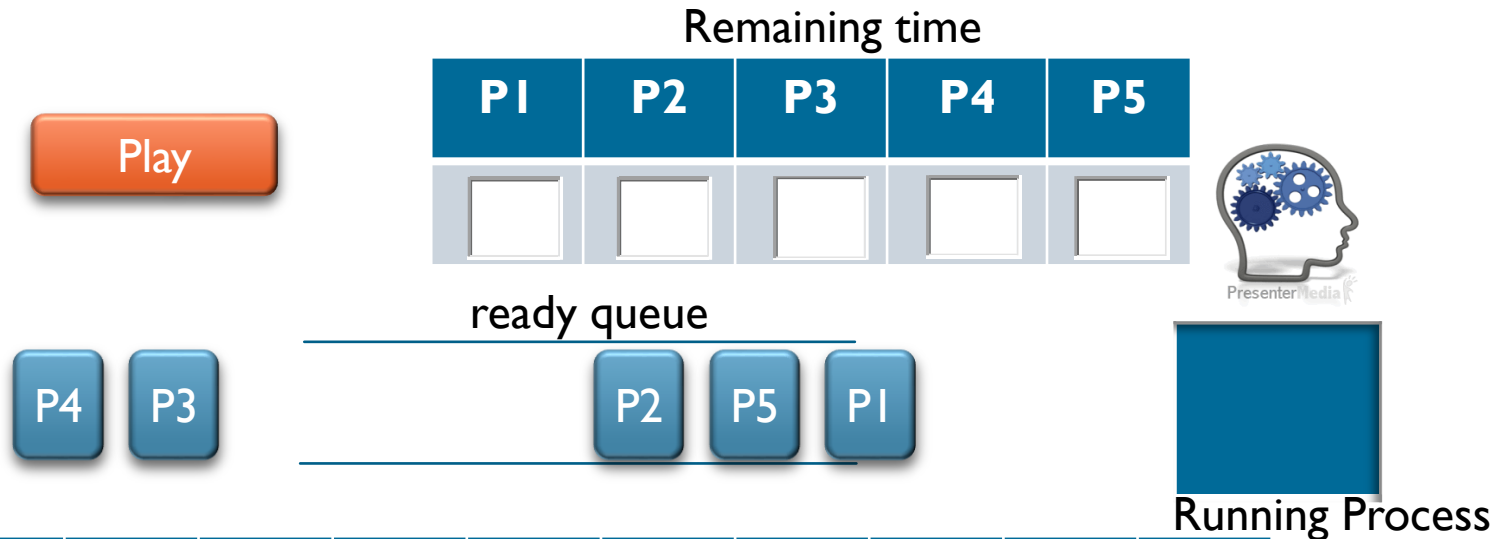 Remaining time
P1 P2 P3 P4 P5
Play
PresenterMedia
ready queue
P4 P3 P2 P5 P1
Running Process